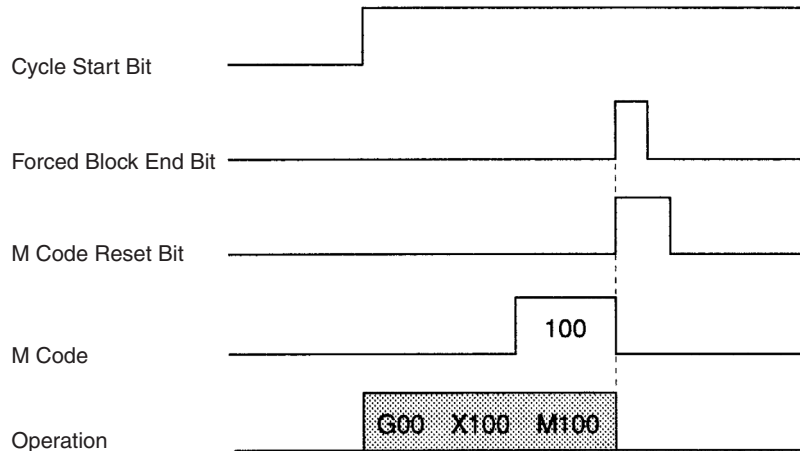 Cycle Start Bit
Forced Block End Bit
M Code Reset Bit
100
M Code
G00 X100 M100
Operation